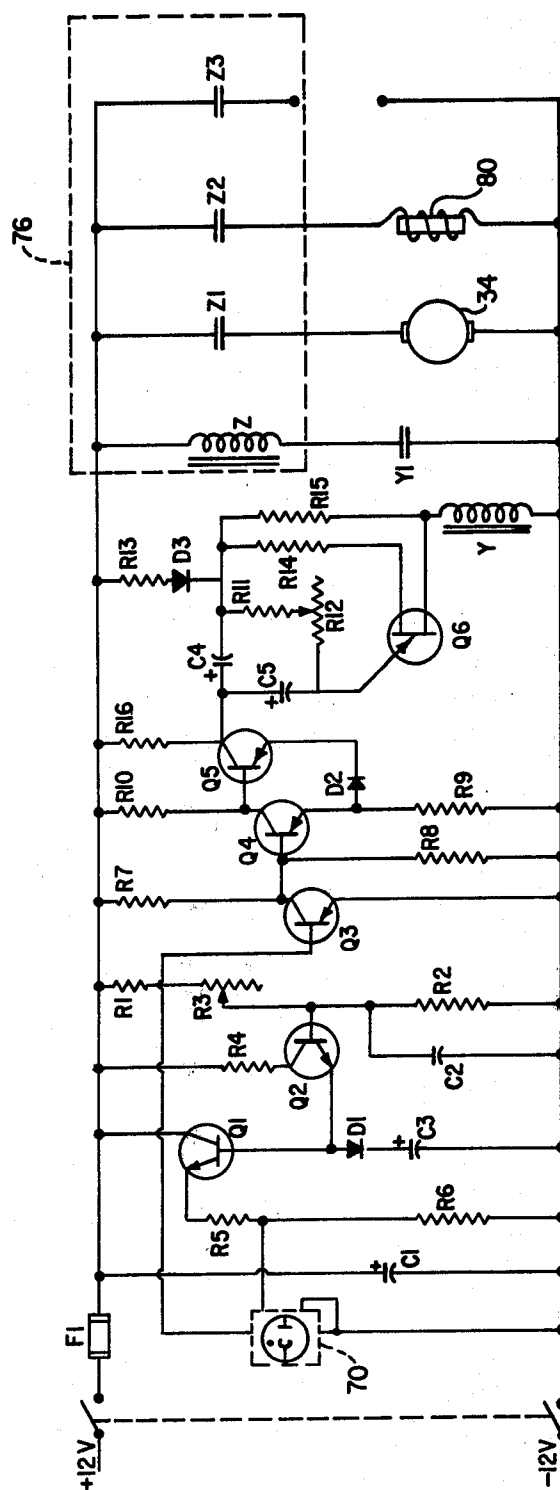 +12V
-12V
F1
70
C
C1
R5
R6
Q1
D1
C3
R4
Q2
R1
R3
C2
R2
Q3
R7
R8
Q4
R10
R9
D2
Q5
R16
C4
C5
R13
D3
R11
R12
R14
R15
Q6
Y
76
Z
Y1
Z1
34
Z2
80
Z3